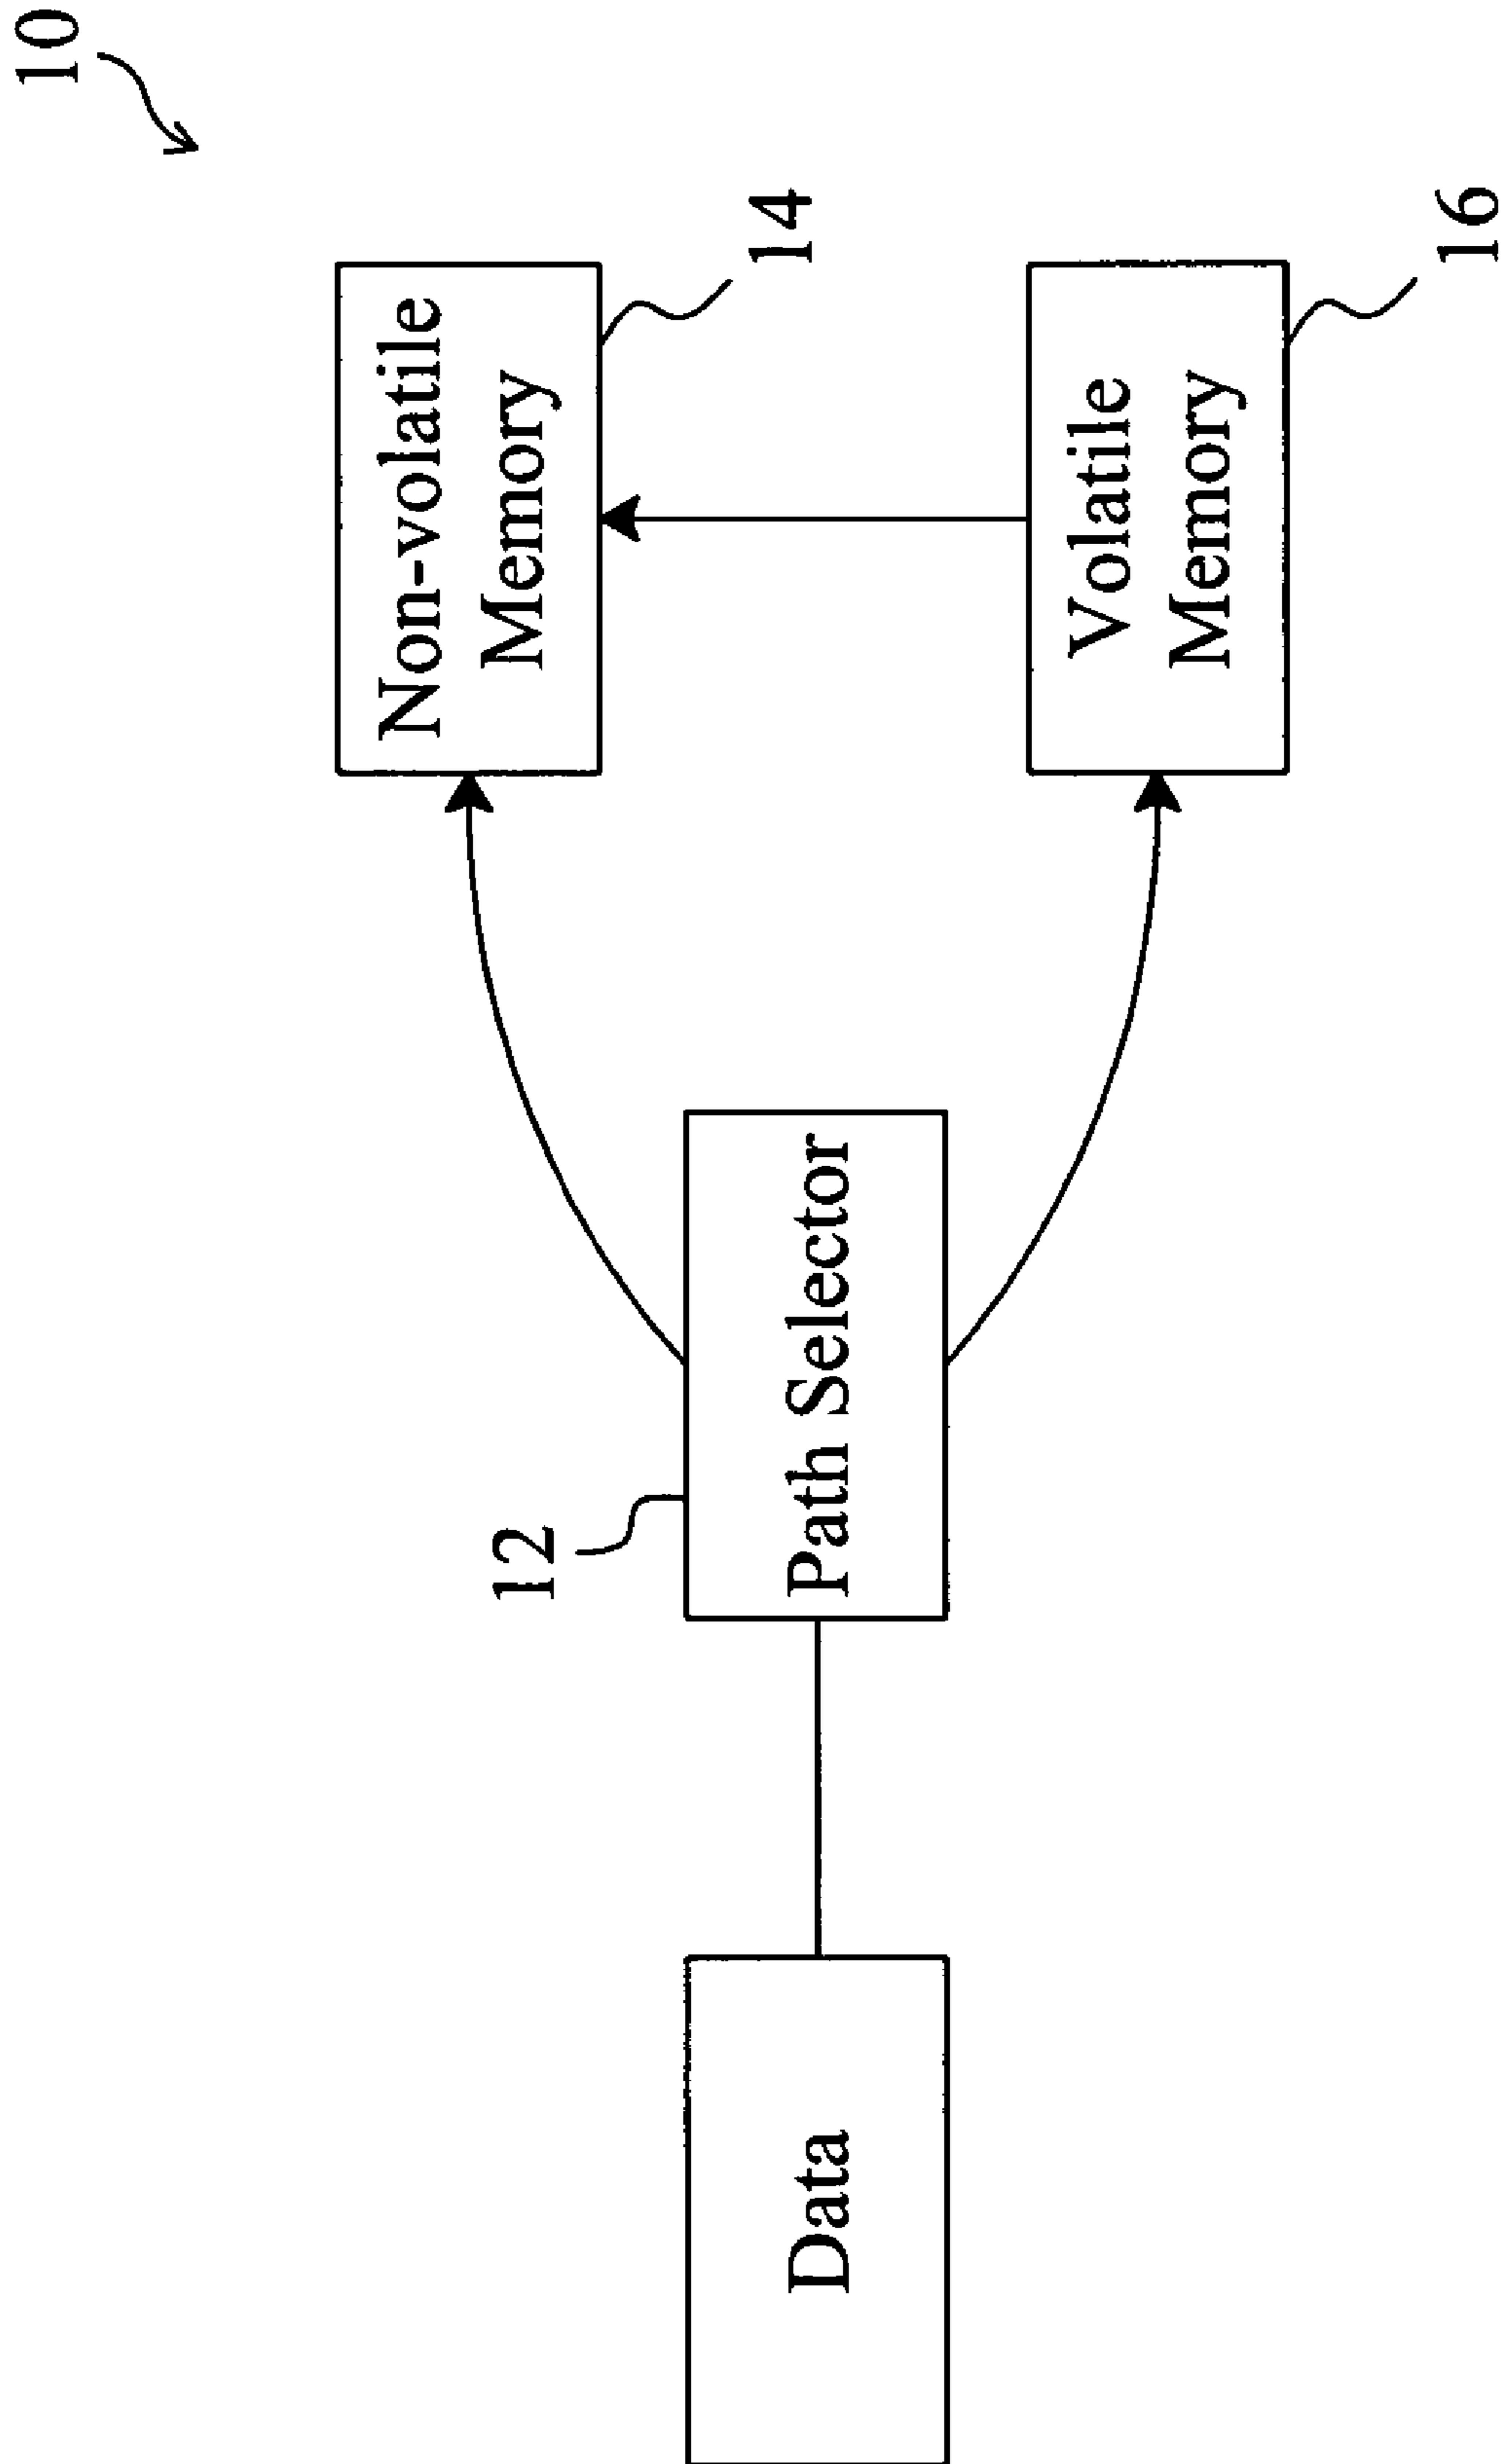 10
Non-volatile
Memory
14
12
Data
Path Selector
Volatile
Memory
16